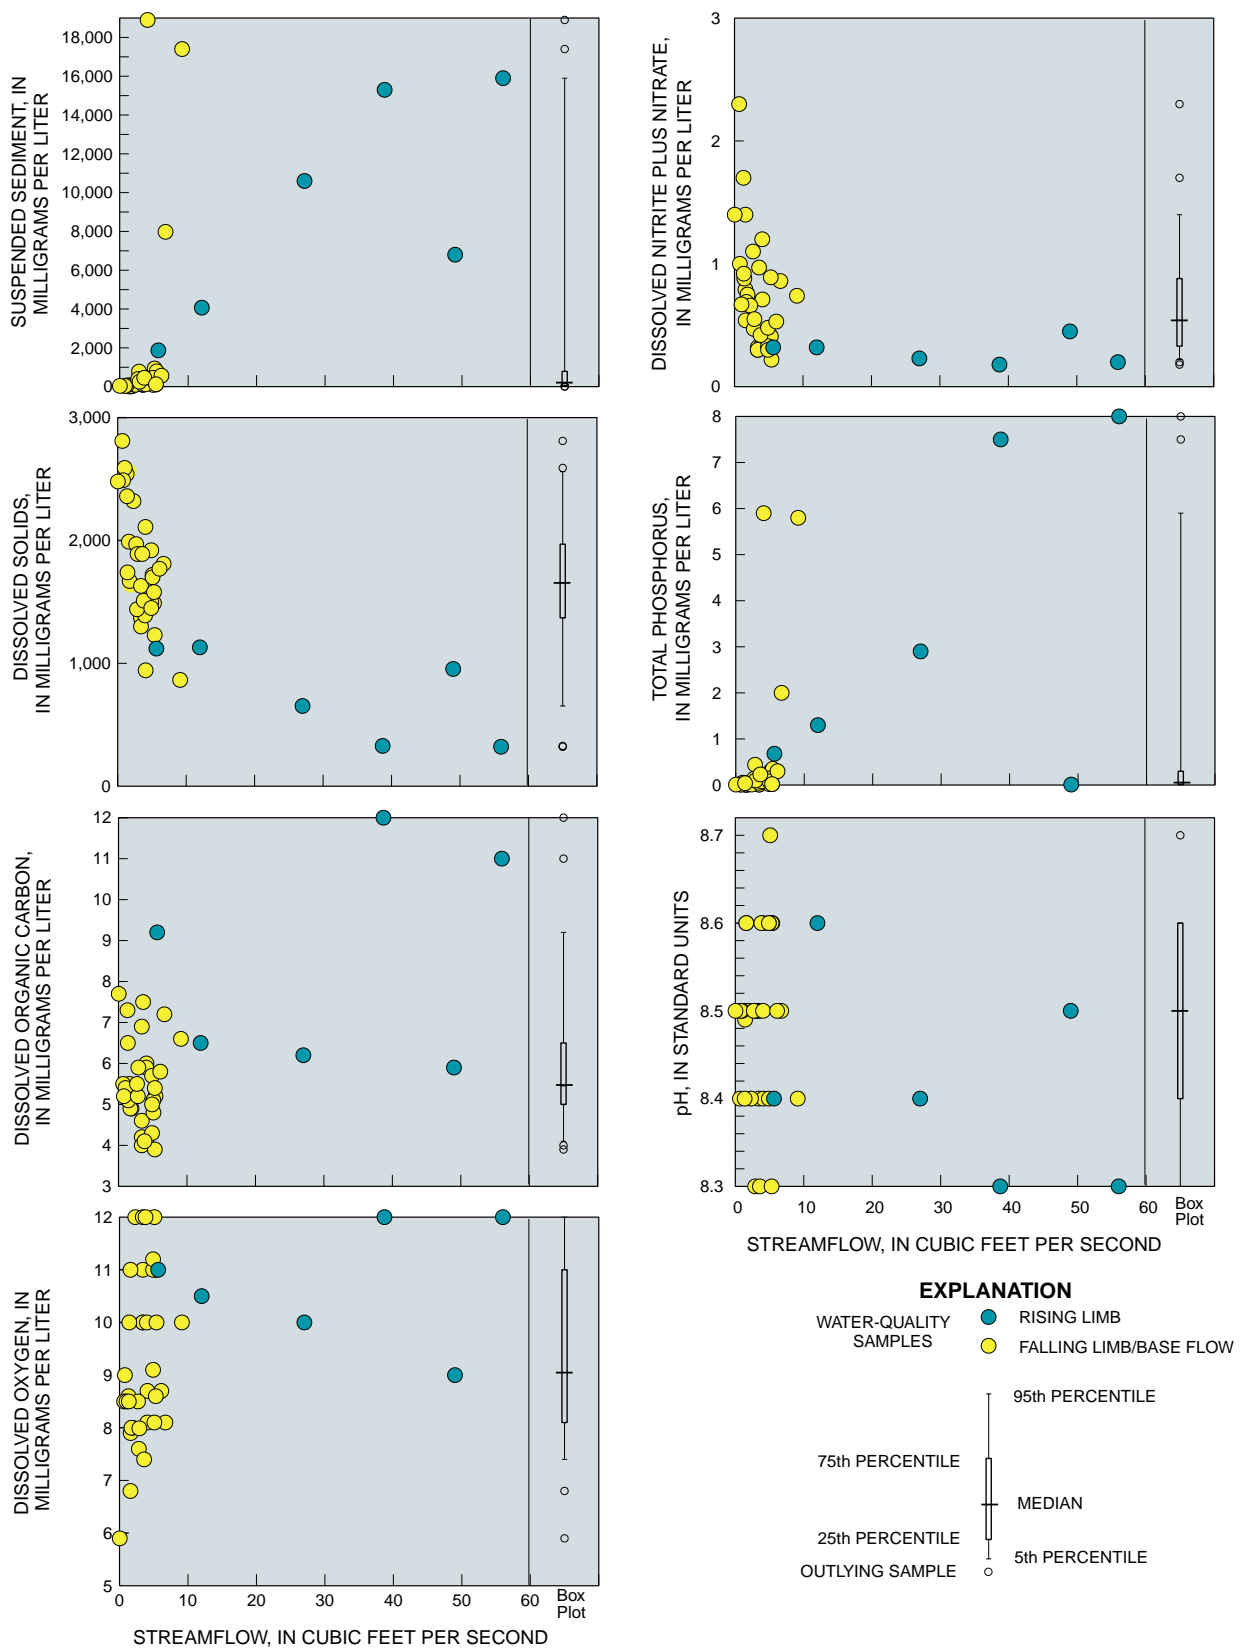 SUSPENDED SEDIMENT, IN
MILLIGRAMS PER LITER
18,000
16,000
14,000
12,000
10,000
8,000
6,000
4,000
2,000
0
DISSOLVED NITRITE PLUS NITRATE,
IN MILLIGRAMS PER LITER
3
2
1
0
DISSOLVED SOLIDS,
IN MILLIGRAMS PER LITER
3,000
2,000
1,000
0
TOTAL PHOSPHORUS,
IN MILLIGRAMS PER LITER
8
7
6
5
4
3
2
1
0
DISSOLVED ORGANIC CARBON,
IN MILLIGRAMS PER LITER
12
11
10
9
8
7
6
5
4
3
pH, IN STANDARD UNITS
8.7
8.6
8.5
8.4
8.3
0 10 20 30 40 50 60 Box
Plot
STREAMFLOW, IN CUBIC FEET PER SECOND
DISSOLVED OXYGEN, IN
MILLIGRAMS PER LITER
12
11
10
9
8
7
6
5
0 10 20 30 40 50 60 Box
Plot
STREAMFLOW, IN CUBIC FEET PER SECOND
EXPLANATION
WATER-QUALITY
SAMPLES
RISING LIMB
FALLING LIMB/BASE FLOW
95th PERCENTILE
75th PERCENTILE
MEDIAN
25th PERCENTILE
5th PERCENTILE
OUTLYING SAMPLE